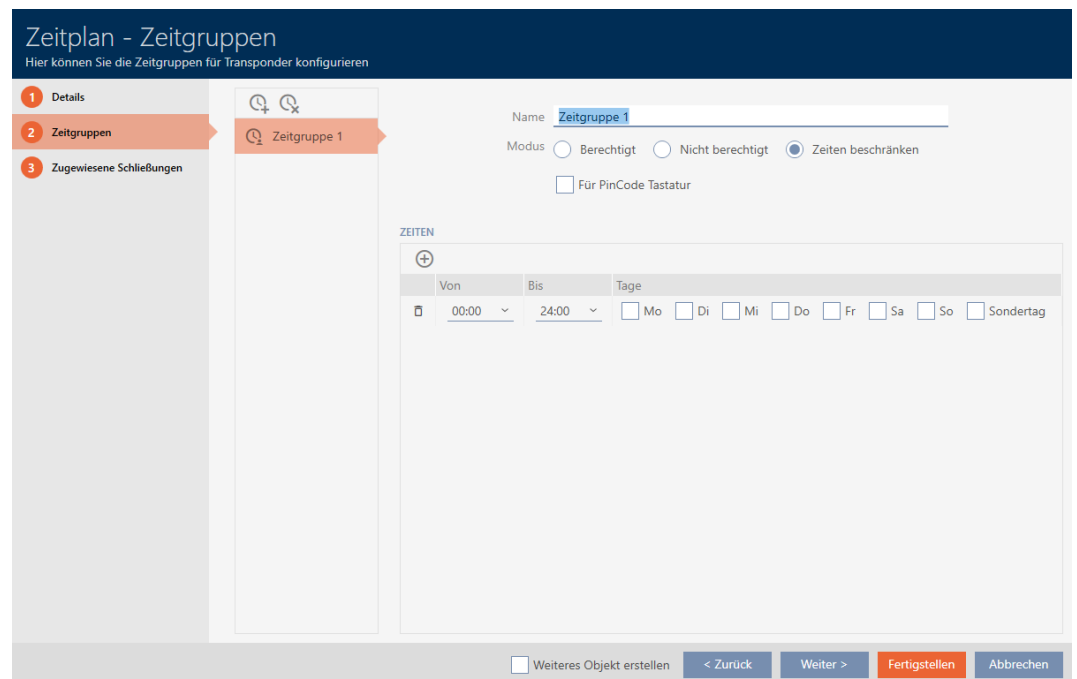 Zeitplan - Zeitgruppen
Hier können Sie die Zeitgruppen für Transponder konfigurieren
1 Details
2 Zeitgruppen
3 Zugewiesene Schließungen
Zeitgruppe 1
Name Zeitgruppe 1
Modus Berechtigt Nicht berechtigt Zeiten beschränken
Für PinCode Tastatur
ZEITEN
Von Bis Tage
00:00 24:00 Mo Di Mi Do Fr Sa So Sondertag
Weiteres Objekt erstellen < Zurück Weiter > Fertigstellen Abbrechen